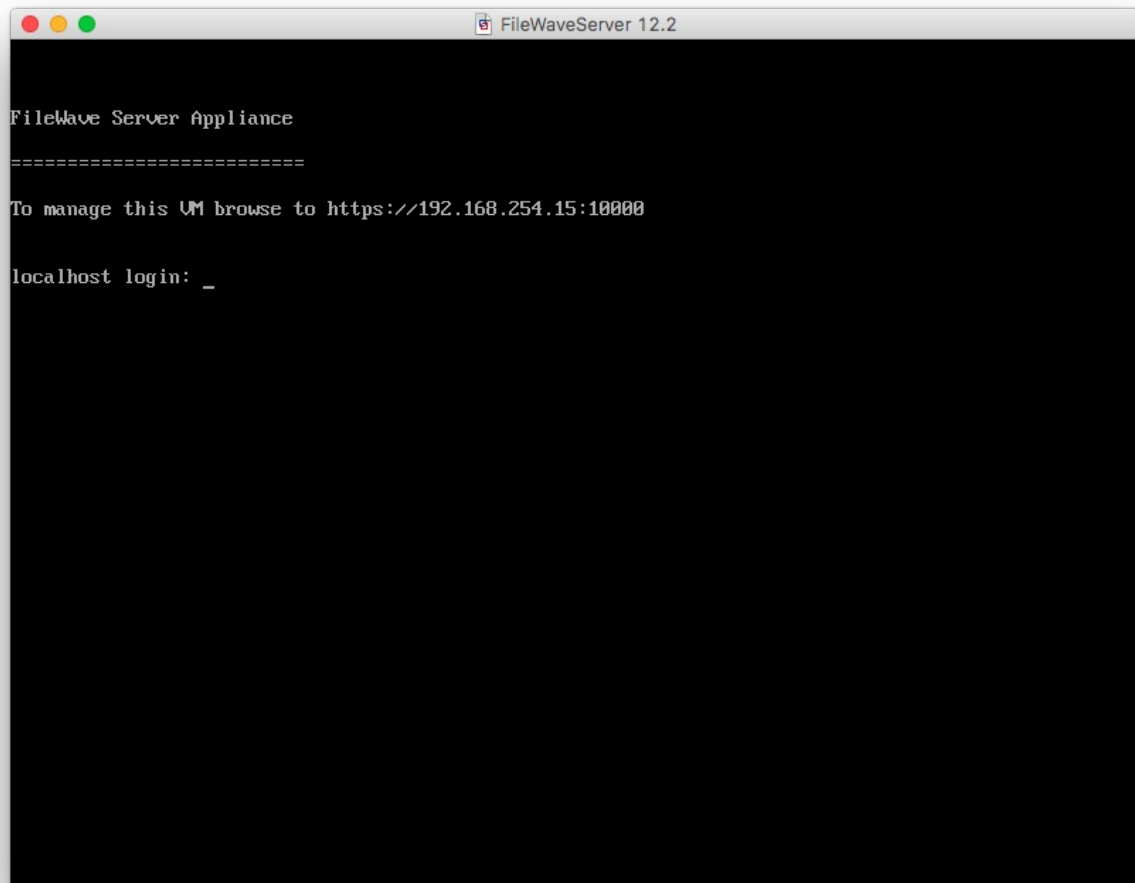 FileWaveServer 12.2
FileWave Server Appliance
==========================
To manage this VM browse to https://192.168.254.15:10000
localhost login: _